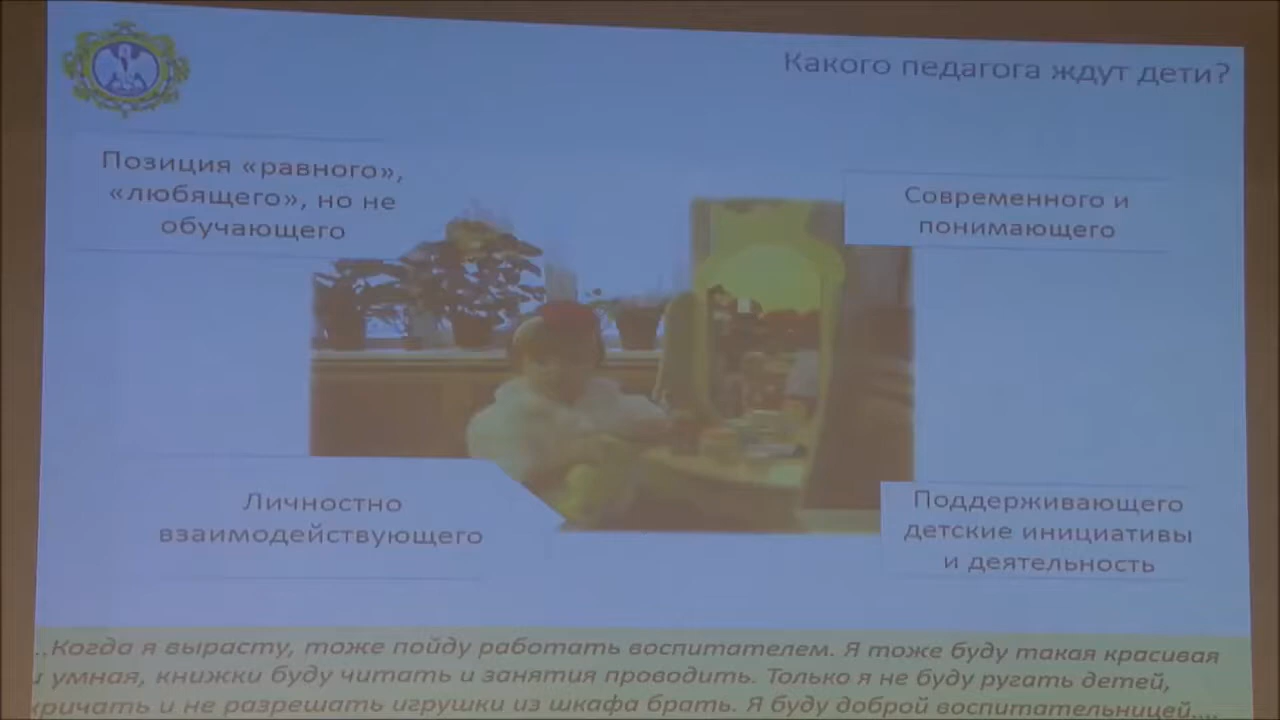 Какого педагога ждут дети?
Позиция «равного»,
«любящего», но не
обучающего
Современного и
понимающего
Личностно
взаимодействующего
Поддерживающего
детские инициативы
и деятельность
...Когда я вырасту, тоже пойду работать воспитателем. Я тоже буду такая красивая
и умная, книжки буду читать и занятия проводить. Только я не буду ругать детей,
кричать и не разрешать игрушки из шкафа брать. Я буду доброй воспитательницей...